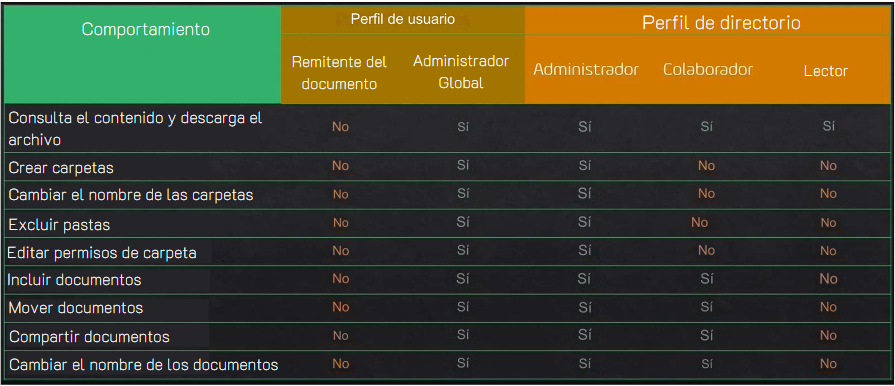 Comportamiento
Perfil de usuario
Perfil de directorio
Remitente del
documento
Administrador
Global
Administrador
Colaborador
Lector
Consulta el contenido y descarga el
archivo
No Sí Sí Sí Sí
Crear carpetas No Sí Sí No No
Cambiar el nombre de las carpetas No Sí Sí No No
Excluir pastas No Sí Sí No No
Editar permisos de carpeta No Sí Sí No No
Incluir documentos No Sí Sí Sí No
Mover documentos No Sí Sí Sí No
Compartir documentos No Sí Sí Sí No
Cambiar el nombre de los documentos No Sí Sí Sí No